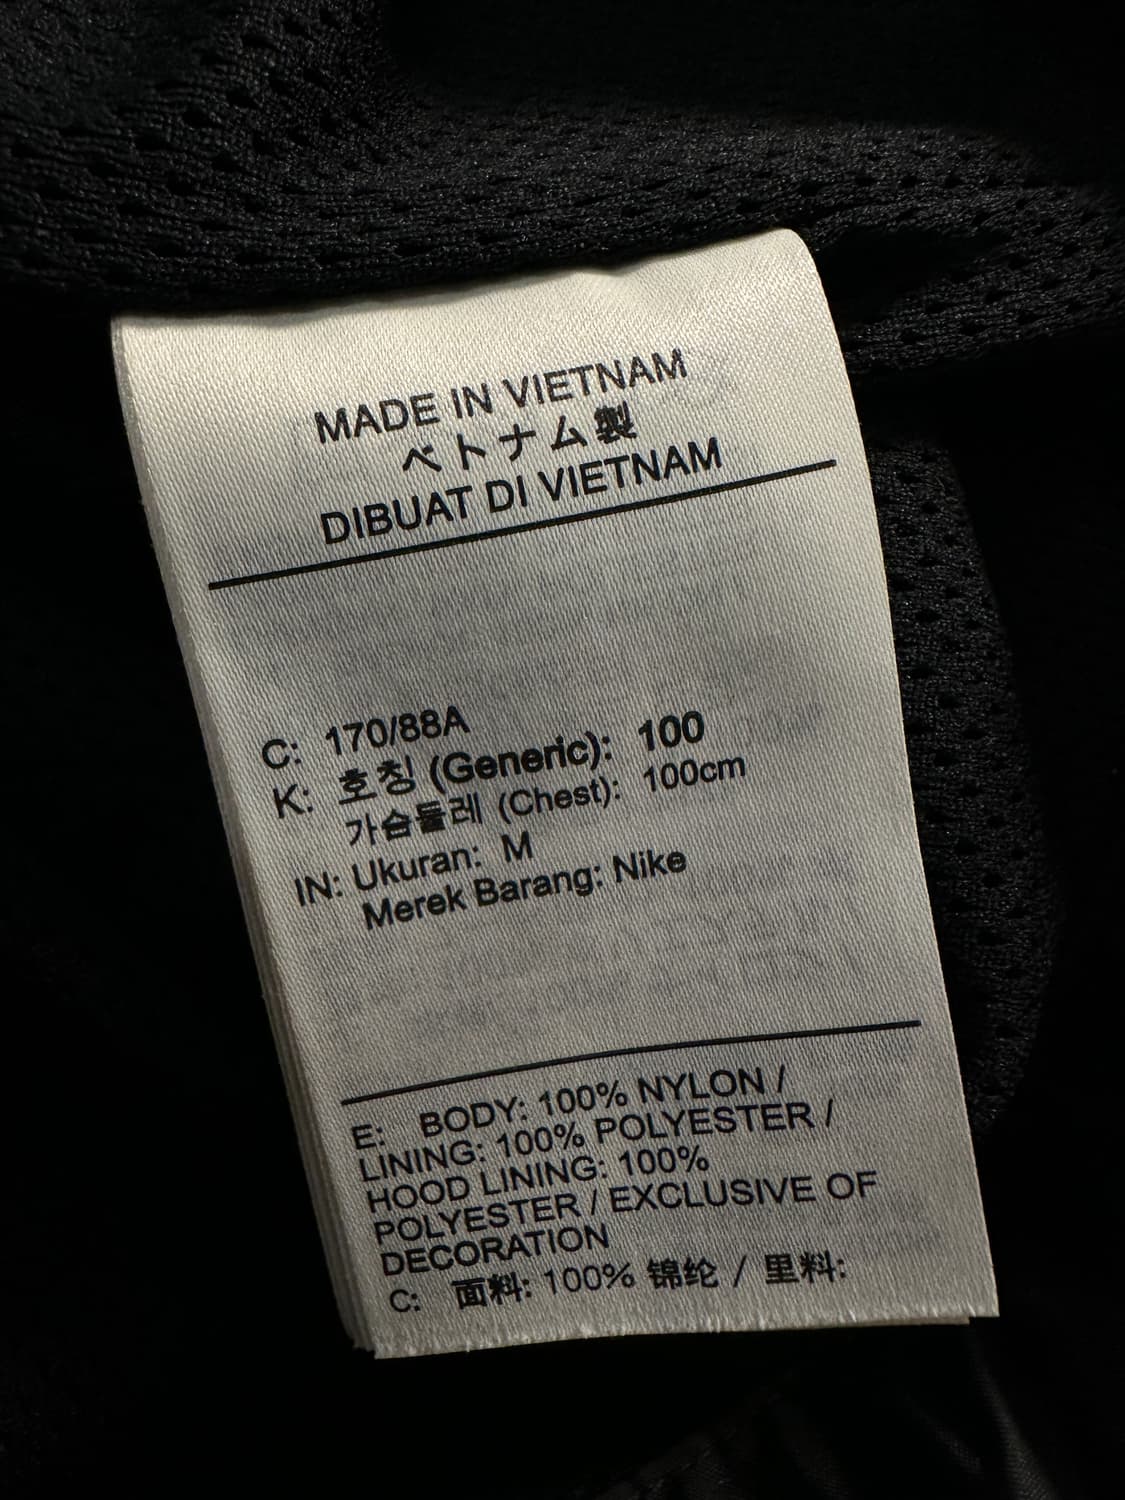 MADE IN VIETNAM
ベトナム製
DIBUAT DI VIETNAM
C: 170/88A
K: 호칭 (Generic): 100
가슴둘레 (Chest): 100cm
IN: Ukuran: M
Merek Barang: Nike
E: BODY: 100% NYLON /
LINING: 100% POLYESTER /
HOOD LINING: 100%
POLYESTER / EXCLUSIVE OF
DECORATION
C: 面料: 100% 锦纶 / 里料: